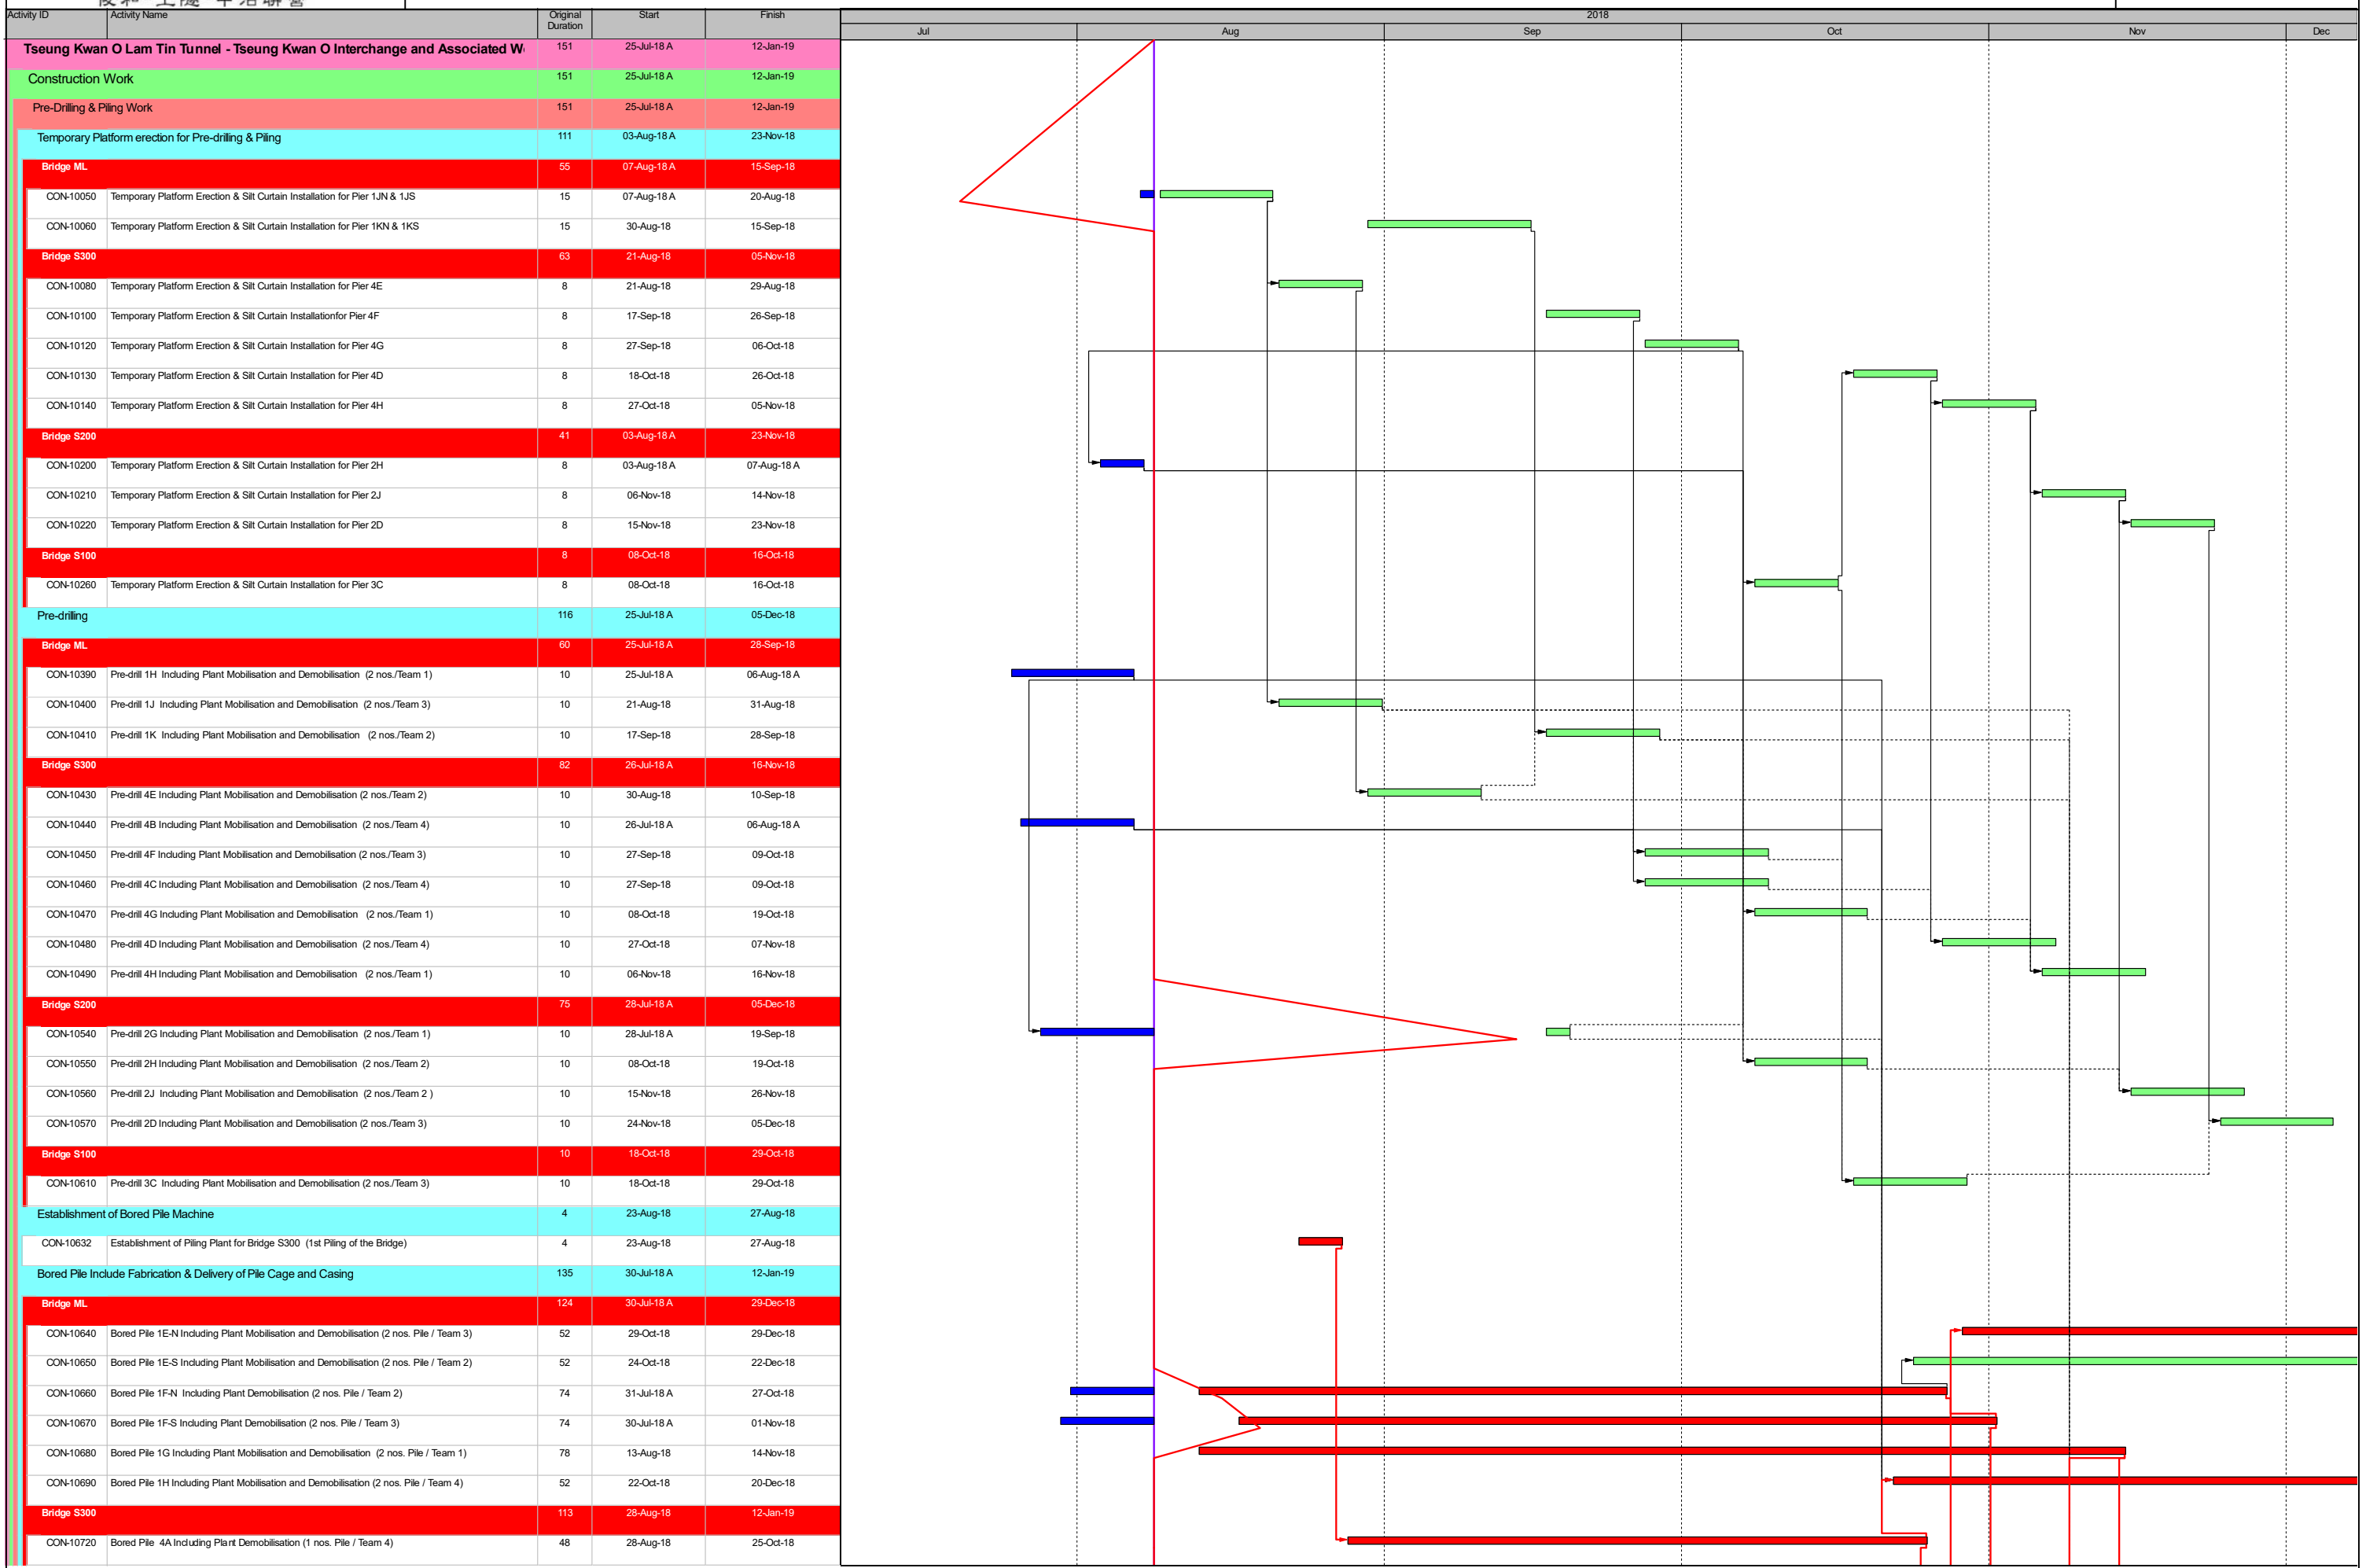 俊和-上隧-中冶聯營
Activity ID Activity Name Original Duration Start Finish 2018
Jul Aug Sep Oct Nov Dec
Tseung Kwan O Lam Tin Tunnel - Tseung Kwan O Interchange and Associated W 151 25-Jul-18 A 12-Jan-19
Construction Work 151 25-Jul-18 A 12-Jan-19
Pre-Drilling & Piling Work 151 25-Jul-18 A 12-Jan-19
Temporary Platform erection for Pre-drilling & Piling 111 03-Aug-18 A 23-Nov-18
Bridge ML 55 07-Aug-18 A 15-Sep-18
CON-10050 Temporary Platform Erection & Silt Curtain Installation for Pier 1JN & 1JS 15 07-Aug-18 A 20-Aug-18
CON-10060 Temporary Platform Erection & Silt Curtain Installation for Pier 1KN & 1KS 15 30-Aug-18 15-Sep-18
Bridge S300 63 21-Aug-18 05-Nov-18
CON-10080 Temporary Platform Erection & Silt Curtain Installation for Pier 4E 8 21-Aug-18 29-Aug-18
CON-10100 Temporary Platform Erection & Silt Curtain Installationfor Pier 4F 8 17-Sep-18 26-Sep-18
CON-10120 Temporary Platform Erection & Silt Curtain Installation for Pier 4G 8 27-Sep-18 06-Oct-18
CON-10130 Temporary Platform Erection & Silt Curtain Installation for Pier 4D 8 18-Oct-18 26-Oct-18
CON-10140 Temporary Platform Erection & Silt Curtain Installation for Pier 4H 8 27-Oct-18 05-Nov-18
Bridge S200 41 03-Aug-18 A 23-Nov-18
CON-10200 Temporary Platform Erection & Silt Curtain Installation for Pier 2H 8 03-Aug-18 A 07-Aug-18 A
CON-10210 Temporary Platform Erection & Silt Curtain Installation for Pier 2J 8 06-Nov-18 14-Nov-18
CON-10220 Temporary Platform Erection & Silt Curtain Installation for Pier 2D 8 15-Nov-18 23-Nov-18
Bridge S100 8 08-Oct-18 16-Oct-18
CON-10260 Temporary Platform Erection & Silt Curtain Installation for Pier 3C 8 08-Oct-18 16-Oct-18
Pre-drilling 116 25-Jul-18 A 05-Dec-18
Bridge ML 60 25-Jul-18 A 28-Sep-18
CON-10390 Pre-drill 1H Including Plant Mobilisation and Demobilisation (2 nos./Team 1) 10 25-Jul-18 A 06-Aug-18 A
CON-10400 Pre-drill 1J Including Plant Mobilisation and Demobilisation (2 nos./Team 3) 10 21-Aug-18 31-Aug-18
CON-10410 Pre-drill 1K Including Plant Mobilisation and Demobilisation (2 nos./Team 2) 10 17-Sep-18 28-Sep-18
Bridge S300 82 26-Jul-18 A 16-Nov-18
CON-10430 Pre-drill 4E Including Plant Mobilisation and Demobilisation (2 nos./Team 2) 10 30-Aug-18 10-Sep-18
CON-10440 Pre-drill 4B Including Plant Mobilisation and Demobilisation (2 nos./Team 4) 10 26-Jul-18 A 06-Aug-18 A
CON-10450 Pre-drill 4F Including Plant Mobilisation and Demobilisation (2 nos./Team 3) 10 27-Sep-18 09-Oct-18
CON-10460 Pre-drill 4C Including Plant Mobilisation and Demobilisation (2 nos./Team 4) 10 27-Sep-18 09-Oct-18
CON-10470 Pre-drill 4G Including Plant Mobilisation and Demobilisation (2 nos./Team 1) 10 08-Oct-18 19-Oct-18
CON-10480 Pre-drill 4D Including Plant Mobilisation and Demobilisation (2 nos./Team 4) 10 27-Oct-18 07-Nov-18
CON-10490 Pre-drill 4H Including Plant Mobilisation and Demobilisation (2 nos./Team 1) 10 06-Nov-18 16-Nov-18
Bridge S200 75 28-Jul-18 A 05-Dec-18
CON-10540 Pre-drill 2G Including Plant Mobilisation and Demobilisation (2 nos./Team 1) 10 28-Jul-18 A 19-Sep-18
CON-10550 Pre-drill 2H Including Plant Mobilisation and Demobilisation (2 nos./Team 2) 10 08-Oct-18 19-Oct-18
CON-10560 Pre-drill 2J Including Plant Mobilisation and Demobilisation (2 nos./Team 2 ) 10 15-Nov-18 26-Nov-18
CON-10570 Pre-drill 2D Including Plant Mobilisation and Demobilisation (2 nos./Team 3) 10 24-Nov-18 05-Dec-18
Bridge S100 10 18-Oct-18 29-Oct-18
CON-10610 Pre-drill 3C Including Plant Mobilisation and Demobilisation (2 nos./Team 3) 10 18-Oct-18 29-Oct-18
Establishment of Bored Pile Machine 4 23-Aug-18 27-Aug-18
CON-10632 Establishment of Piling Plant for Bridge S300 (1st Piling of the Bridge) 4 23-Aug-18 27-Aug-18
Bored Pile Include Fabrication & Delivery of Pile Cage and Casing 135 30-Jul-18 A 12-Jan-19
Bridge ML 124 30-Jul-18 A 29-Dec-18
CON-10640 Bored Pile 1E-N Including Plant Mobilisation and Demobilisation (2 nos. Pile / Team 3) 52 29-Oct-18 29-Dec-18
CON-10650 Bored Pile 1E-S Including Plant Mobilisation and Demobilisation (2 nos. Pile / Team 2) 52 24-Oct-18 22-Dec-18
CON-10660 Bored Pile 1F-N Including Plant Demobilisation (2 nos. Pile / Team 2) 74 31-Jul-18 A 27-Oct-18
CON-10670 Bored Pile 1F-S Including Plant Demobilisation (2 nos. Pile / Team 3) 74 30-Jul-18 A 01-Nov-18
CON-10680 Bored Pile 1G Including Plant Mobilisation and Demobilisation (2 nos. Pile / Team 1) 78 13-Aug-18 14-Nov-18
CON-10690 Bored Pile 1H Including Plant Mobilisation and Demobilisation (2 nos. Pile / Team 4) 52 22-Oct-18 20-Dec-18
Bridge S300 113 28-Aug-18 12-Jan-19
CON-10720 Bored Pile 4A Including Plant Demobilisation (1 nos. Pile / Team 4) 48 28-Aug-18 25-Oct-18